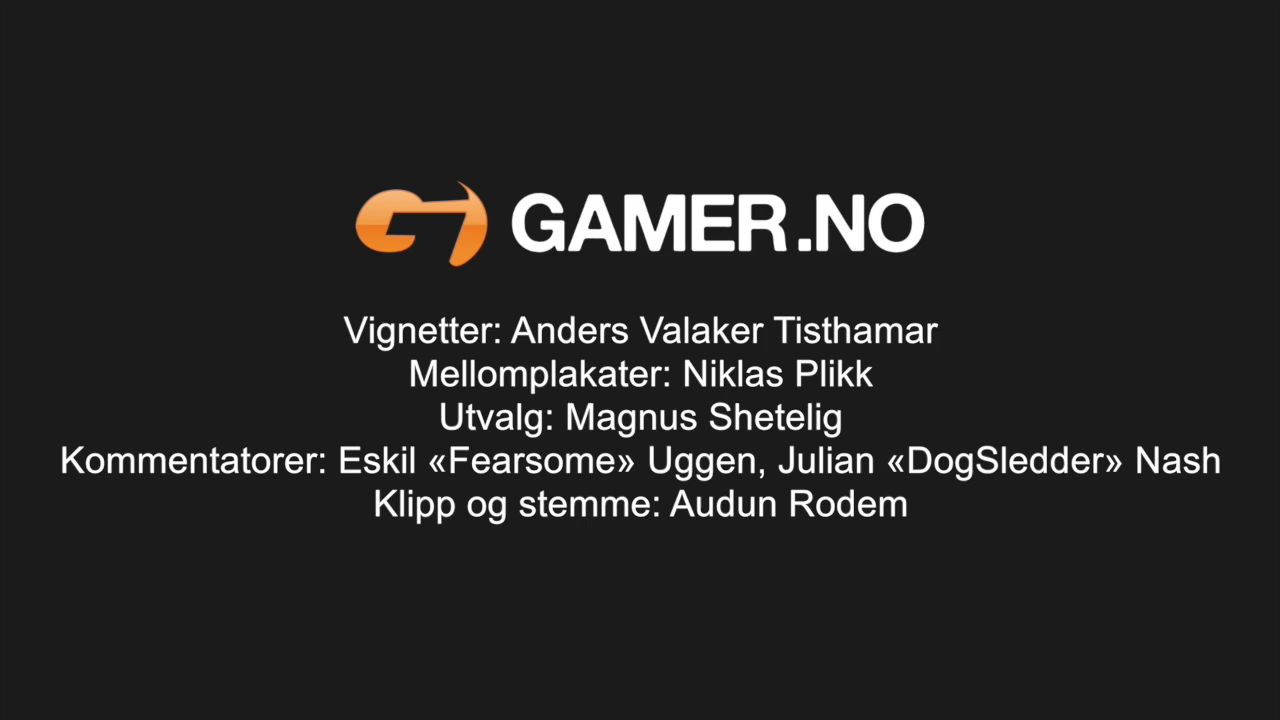 GAMER.NO
Vignetter: Anders Valaker Tisthamar
Mellomplakater: Niklas Plikk
Utvalg: Magnus Shetelig
Kommentatorer: Eskil «Fearsome» Uggen, Julian «DogSledder» Nash
Klipp og stemme: Audun Rodem